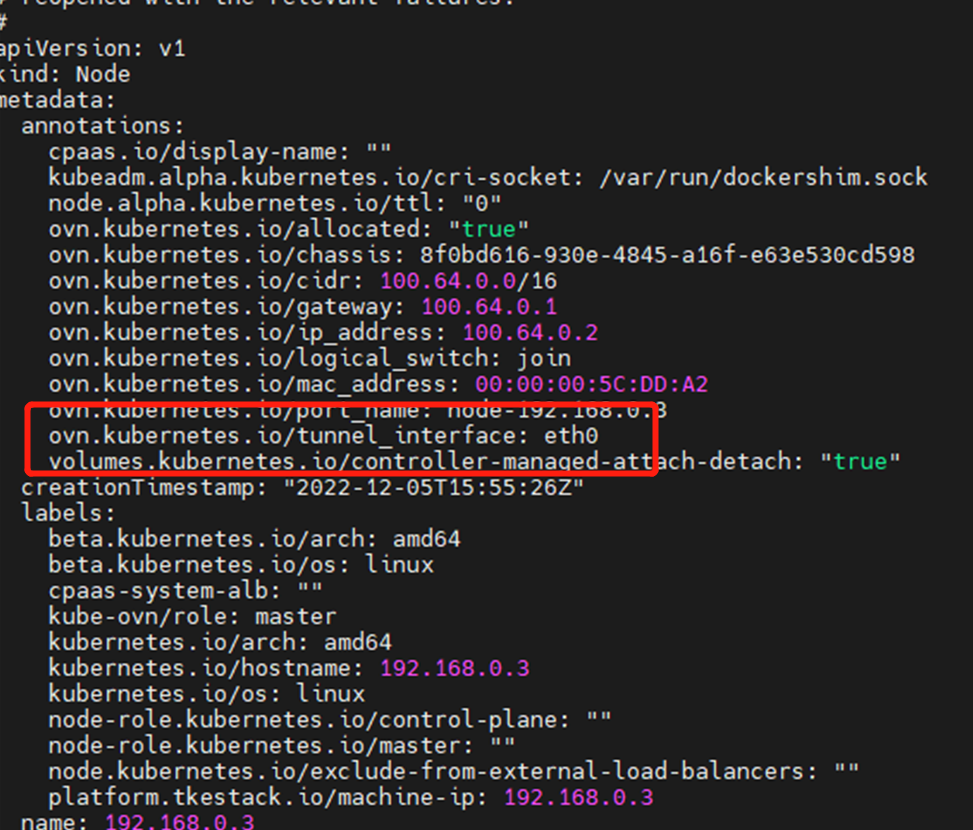 # reopened with the relevant failures.
#
apiVersion: v1
kind: Node
metadata:
  annotations:
    cpaas.io/display-name: ""
    kubeadm.alpha.kubernetes.io/cri-socket: /var/run/dockershim.sock
    node.alpha.kubernetes.io/ttl: "0"
    ovn.kubernetes.io/allocated: "true"
    ovn.kubernetes.io/chassis: 8f0bd616-930e-4845-a16f-e63e530cd598
    ovn.kubernetes.io/cidr: 100.64.0.0/16
    ovn.kubernetes.io/gateway: 100.64.0.1
    ovn.kubernetes.io/ip_address: 100.64.0.2
    ovn.kubernetes.io/logical_switch: join
    ovn.kubernetes.io/mac_address: 00:00:00:5C:DD:A2
    ovn.kubernetes.io/port_name: node-192.168.0.3
    ovn.kubernetes.io/tunnel_interface: eth0
    volumes.kubernetes.io/controller-managed-attach-detach: "true"
  creationTimestamp: "2022-12-05T15:55:26Z"
  labels:
    beta.kubernetes.io/arch: amd64
    beta.kubernetes.io/os: linux
    cpaas-system-alb: ""
    kube-ovn/role: master
    kubernetes.io/arch: amd64
    kubernetes.io/hostname: 192.168.0.3
    kubernetes.io/os: linux
    node-role.kubernetes.io/control-plane: ""
    node-role.kubernetes.io/master: ""
    node.kubernetes.io/exclude-from-external-load-balancers: ""
    platform.tkestack.io/machine-ip: 192.168.0.3
  name: 192.168.0.3